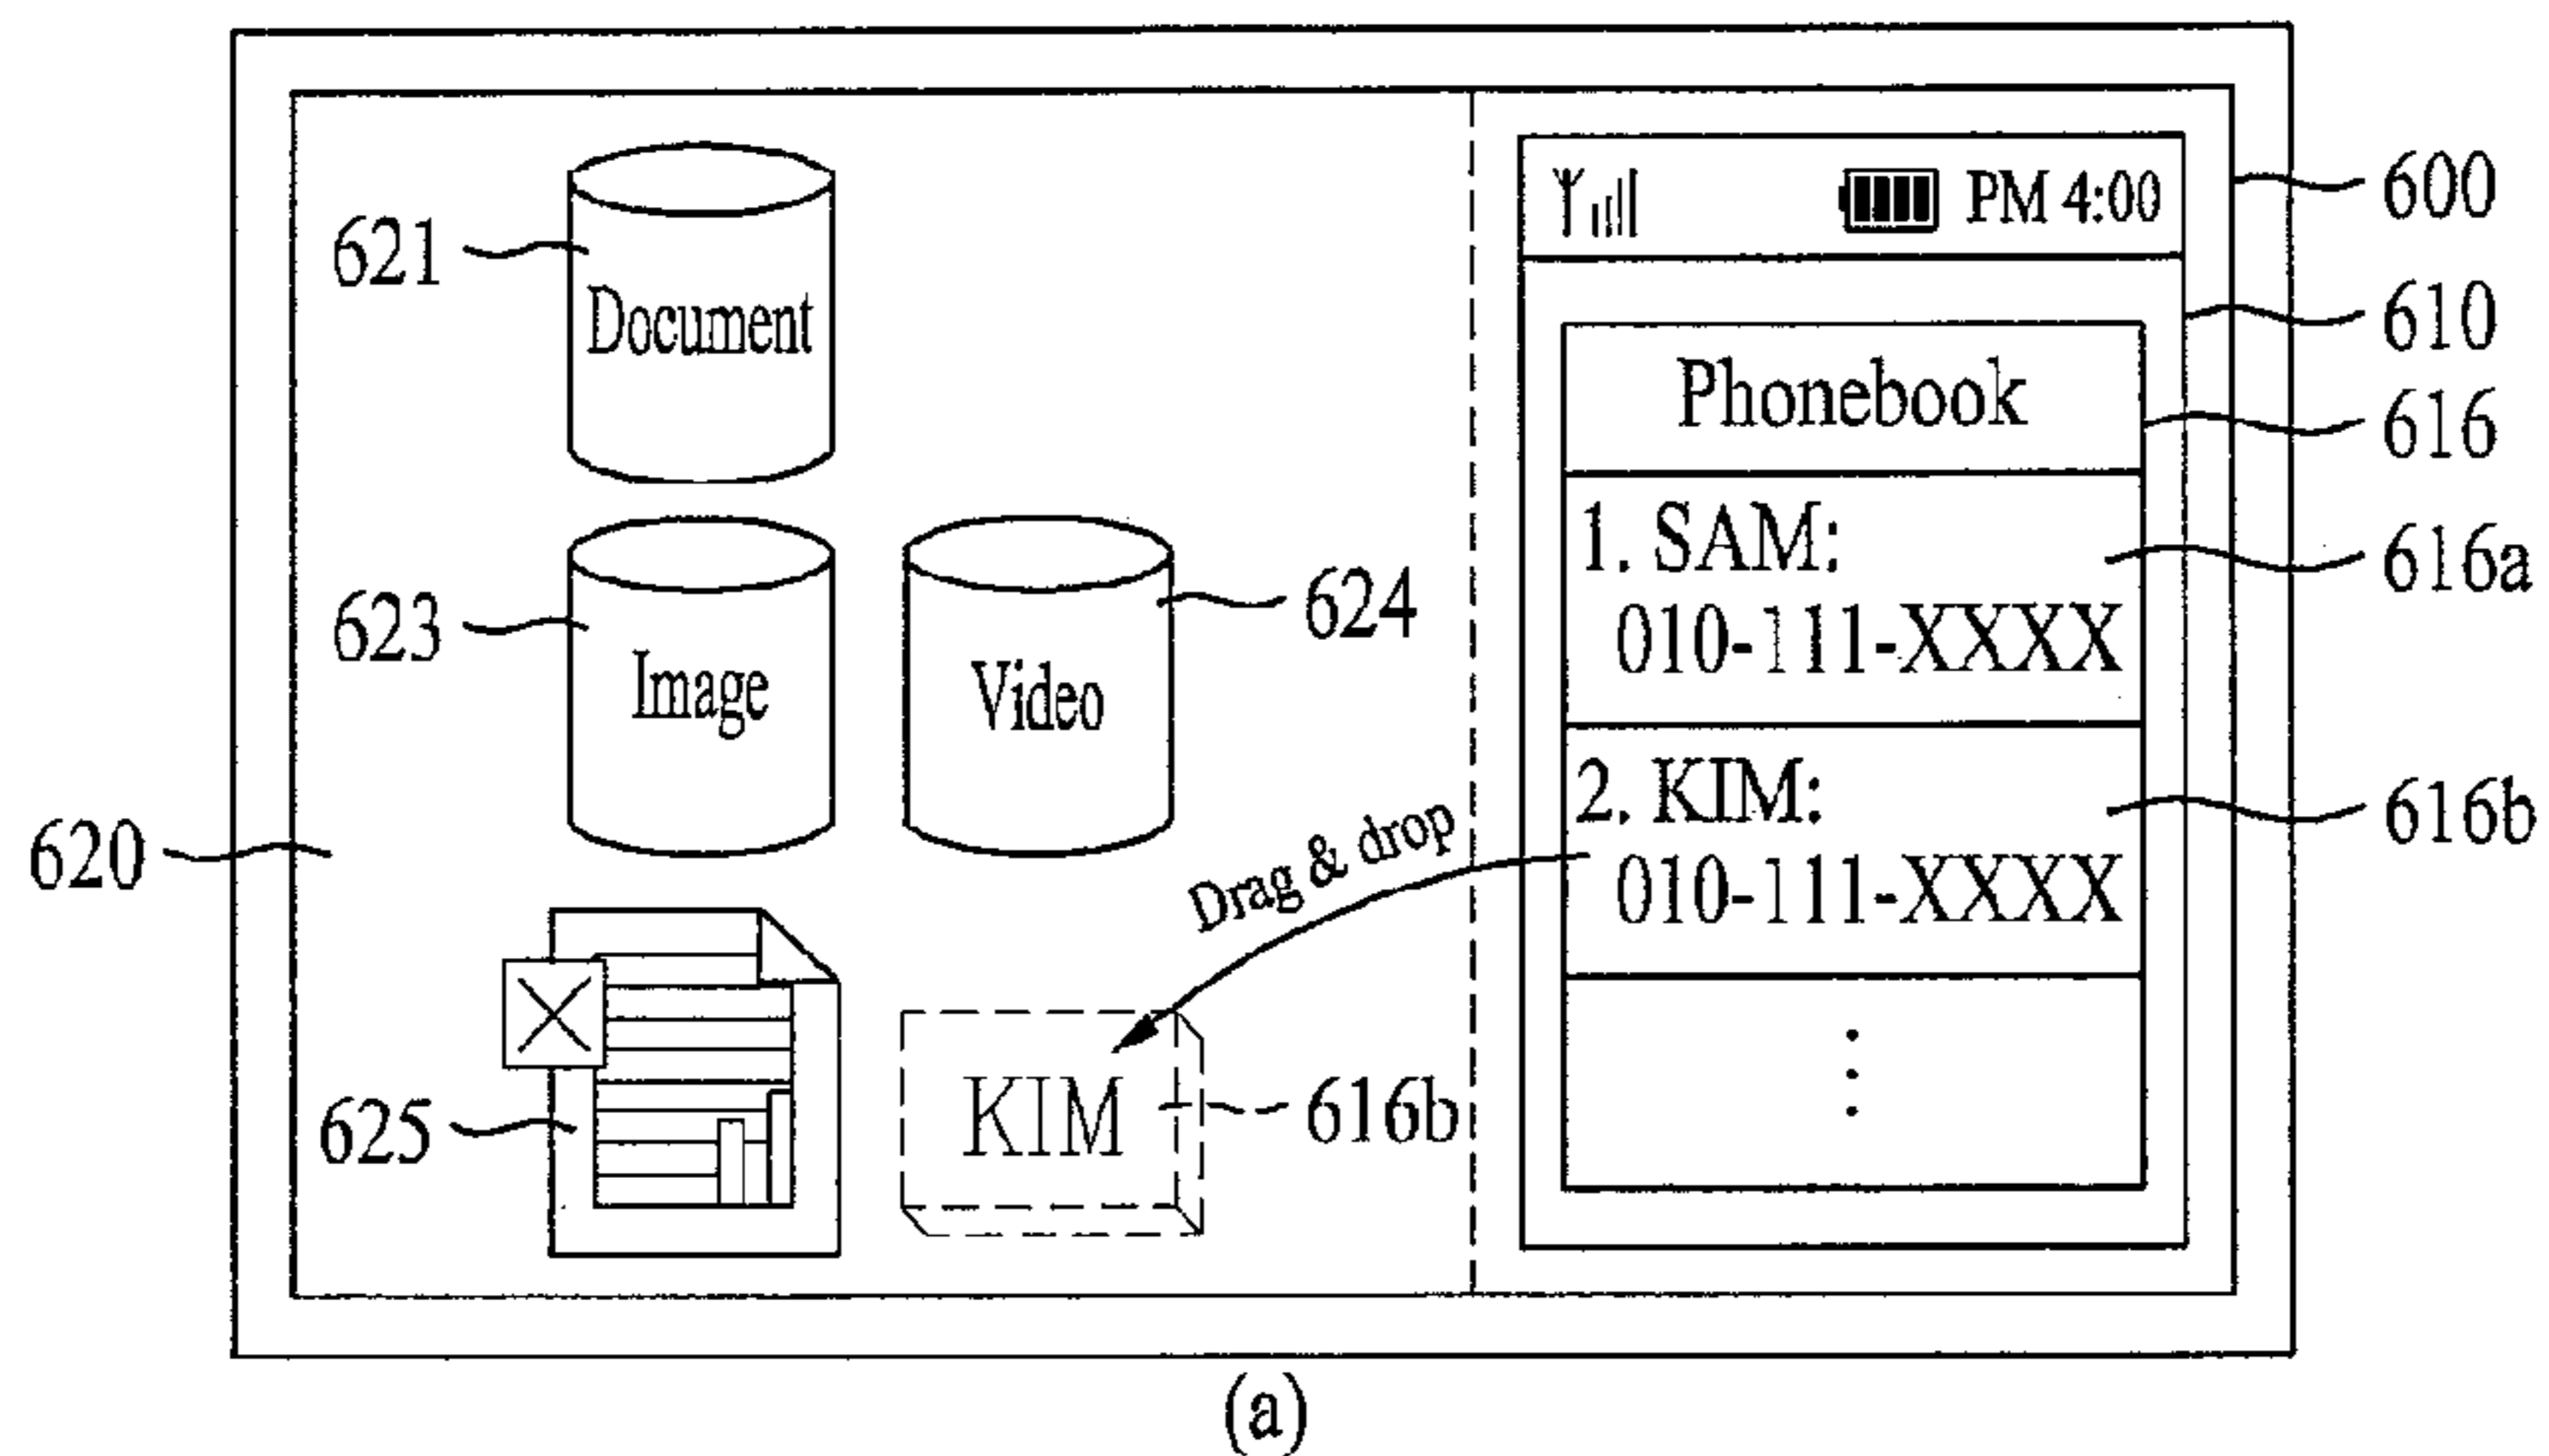 PM 4:00
600
621
Document
610
Phonebook
616
1. SAM:
010-111-XXXX
616a
623
Image
624
Video
2. KIM:
010-111-XXXX
616b
620
Drag & drop
625
KIM
616b
(a)